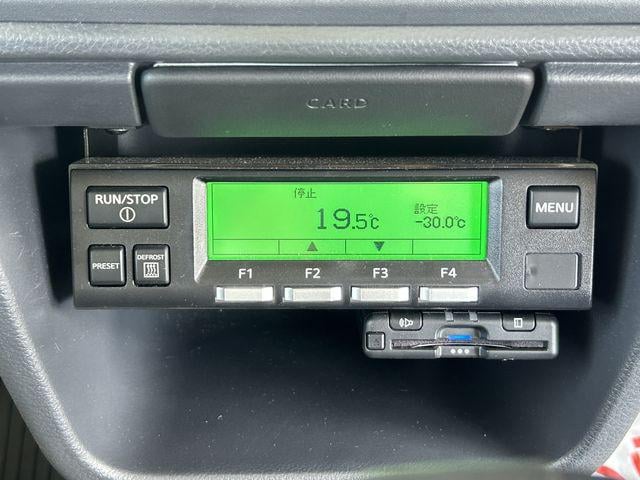 CARD
RUN/STOP
PRESET
DEFROST
停止
19.5℃
設定
-30.0℃
▲ ▼
F1 F2 F3 F4
MENU